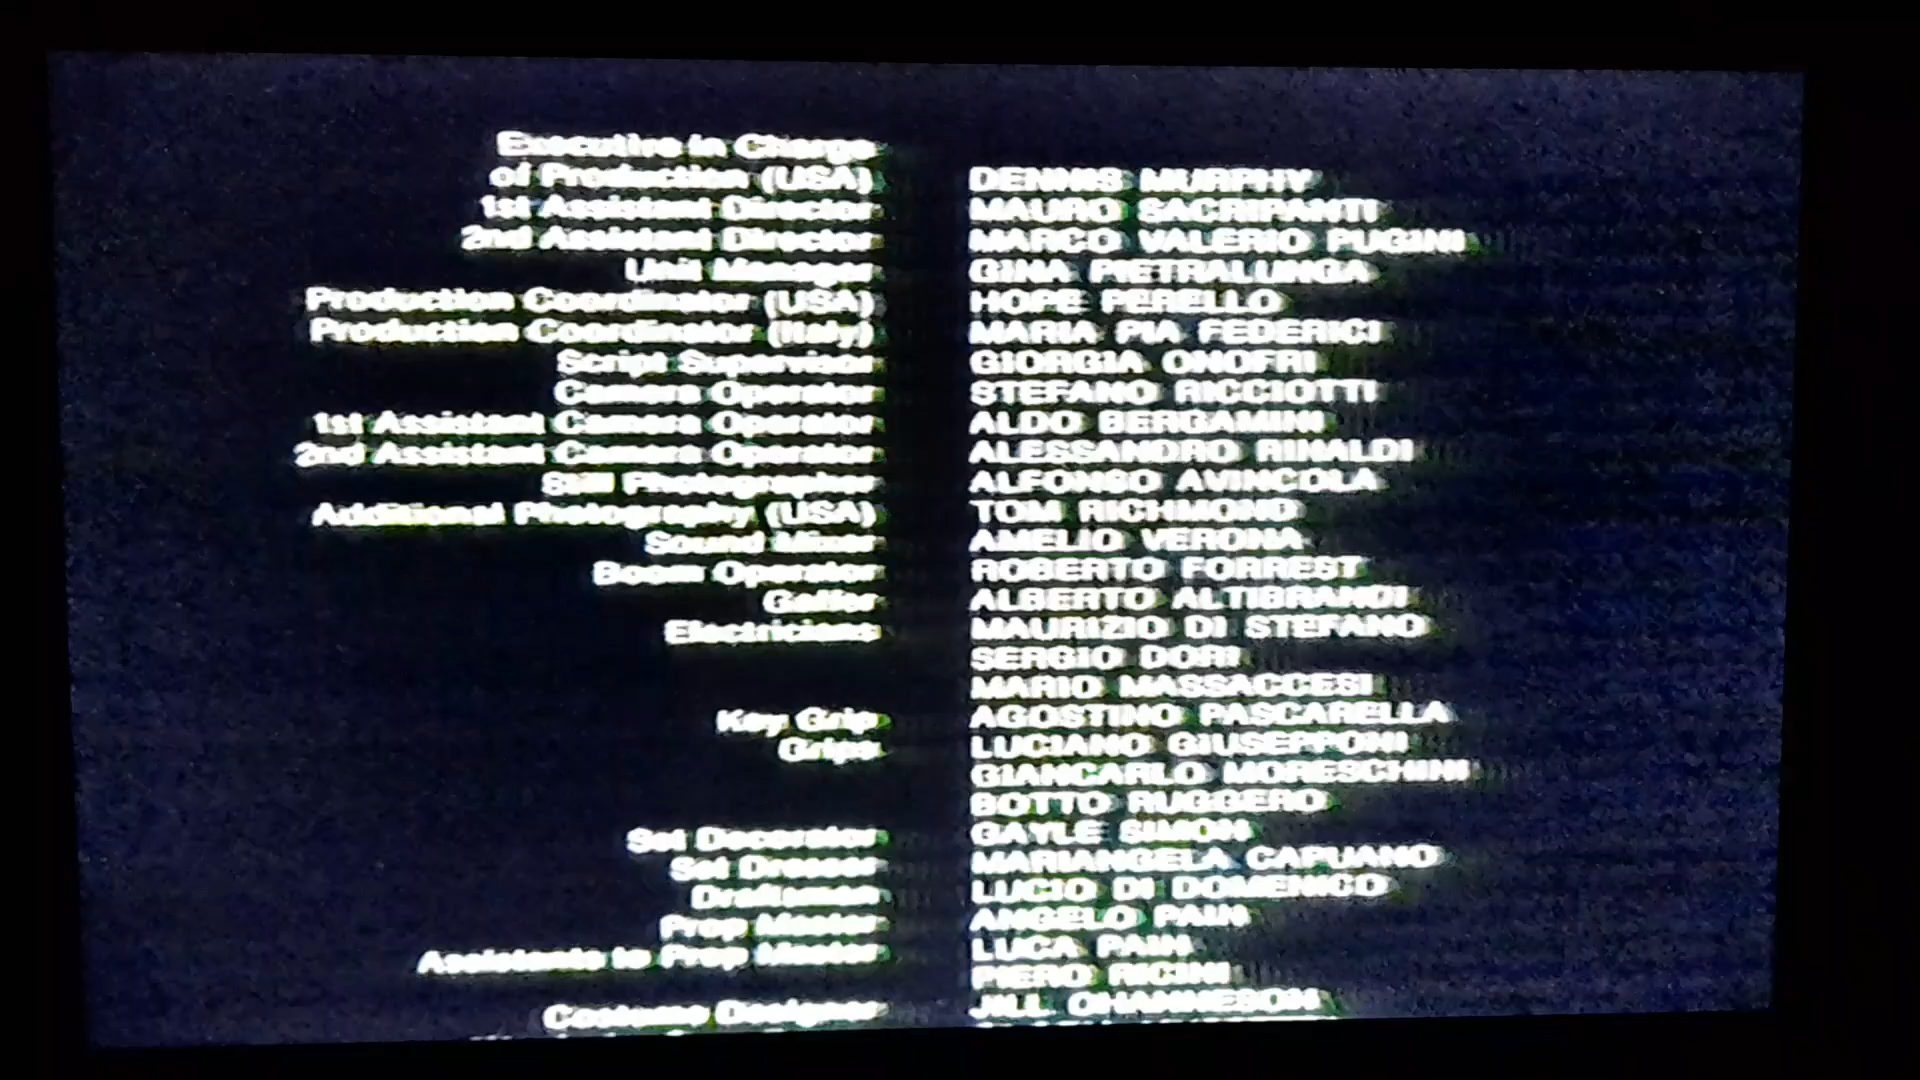 Executive in Charge
of Production (USA) DENNIS MURPHY
1st Assistant Director MAURO SACRIPANTI
2nd Assistant Director MARCO VALERIO PUGINI
Unit Manager GINA PIETRALUNGA
Production Coordinator (USA) HOPE PERELLO
Production Coordinator (Italy) MARIA PIA FEDERICI
Script Supervisor GIORGIA ONOFRI
Camera Operator STEFANO RICCIOTTI
1st Assistant Camera Operator ALDO BERGAMINI
2nd Assistant Camera Operator ALESSANDRO RINALDI
Still Photographer ALFONSO AVINCOLA
Additional Photography (USA) TOM RICHMOND
Sound Mixer AMELIO VERONA
Boom Operator ROBERTO FORREST
Gaffer ALBERTO ALTIBRANDI
Electricians MAURIZIO DI STEFANO
SERGIO DORI
MARIO MASSACCESI
Key Grip AGOSTINO PASCARELLA
Grips LUCIANO GIUSEPPONI
GIANCARLO MORESCHINI
BOTTO RUGGERO
Set Decorator GAYLE SIMON
Set Dresser MARIANGELA CAPUANO
Draftsman LUCIO DI DOMENICO
Prop Master ANGELO PAIN
Assistants to Prop Master LUCA PAIN
PIERO RICINI
Costume Designer JILL OHANNESON